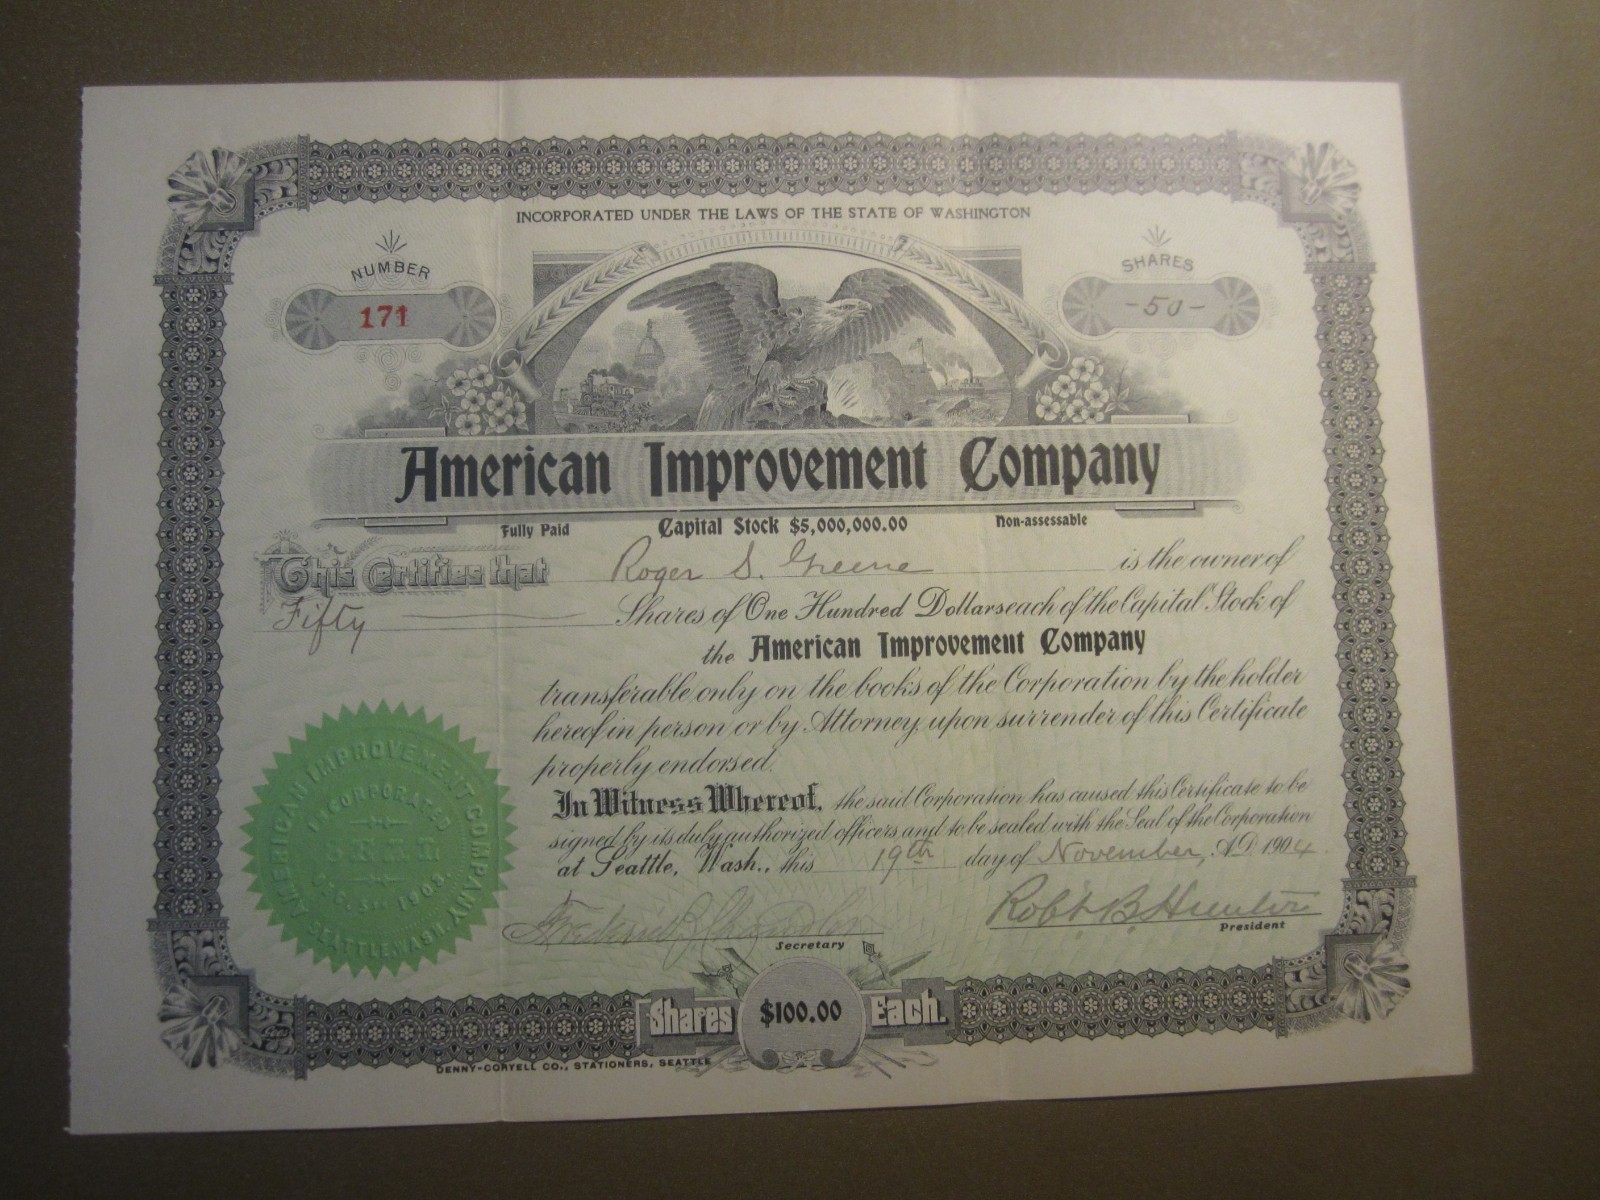 INCORPORATED UNDER THE LAWS OF THE STATE OF WASHINGTON
NUMBER
171
SHARES
-50-
American Improvement Company
Fully Paid Capital Stock $5,000,000.00 Non-assessable
This Certifies that Roger S. Greene is the owner of
Fifty Shares of One Hundred Dollars each of the Capital Stock of
the American Improvement Company
transferable only on the books of the Corporation by the holder
hereof in person or by Attorney, upon surrender of this Certificate
properly endorsed.
In Witness Whereof, the said Corporation has caused this Certificate to be
signed by its duly authorized officers and to be sealed with the Seal of the Corporation
at Seattle, Wash., this 19th day of November, A.D. 1904
AMERICAN IMPROVEMENT COMPANY
INCORPORATED
1903.
SEATTLE, WASH.
Chandler
Secretary
Rob't B.
President
Shares $100.00 Each.
DENNY-CORYELL CO., STATIONERS, SEATTLE